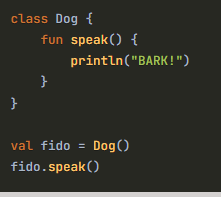 class Dog {
    fun speak() {
        println("BARK!")
    }
}

val fido = Dog()
fido.speak()